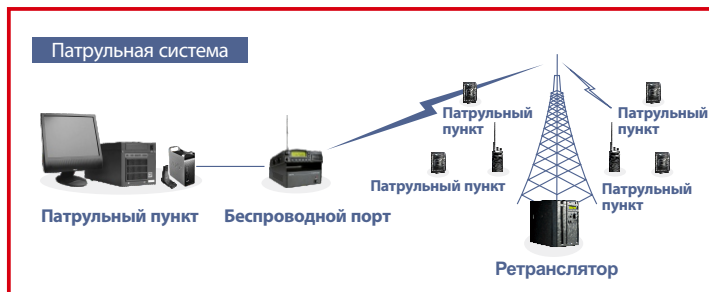 Патрульная система
Патрульный
пункт
Патрульный
пункт
Патрульный пункт
Патрульный
пункт
Патрульный пункт
Беспроводной порт
Ретранслятор